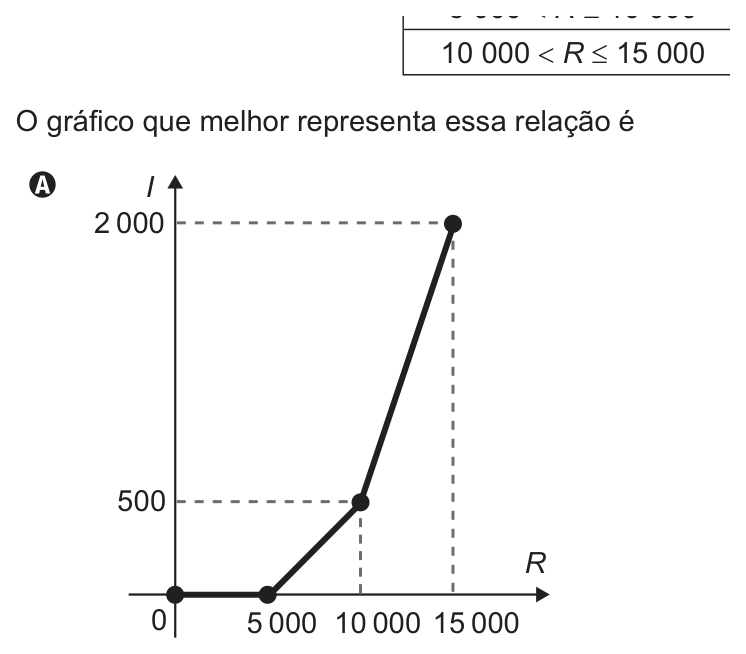 10 000 < R ≤ 15 000
O gráfico que melhor representa essa relação é
A
I
2 000
500
R
0
5 000
10 000
15 000